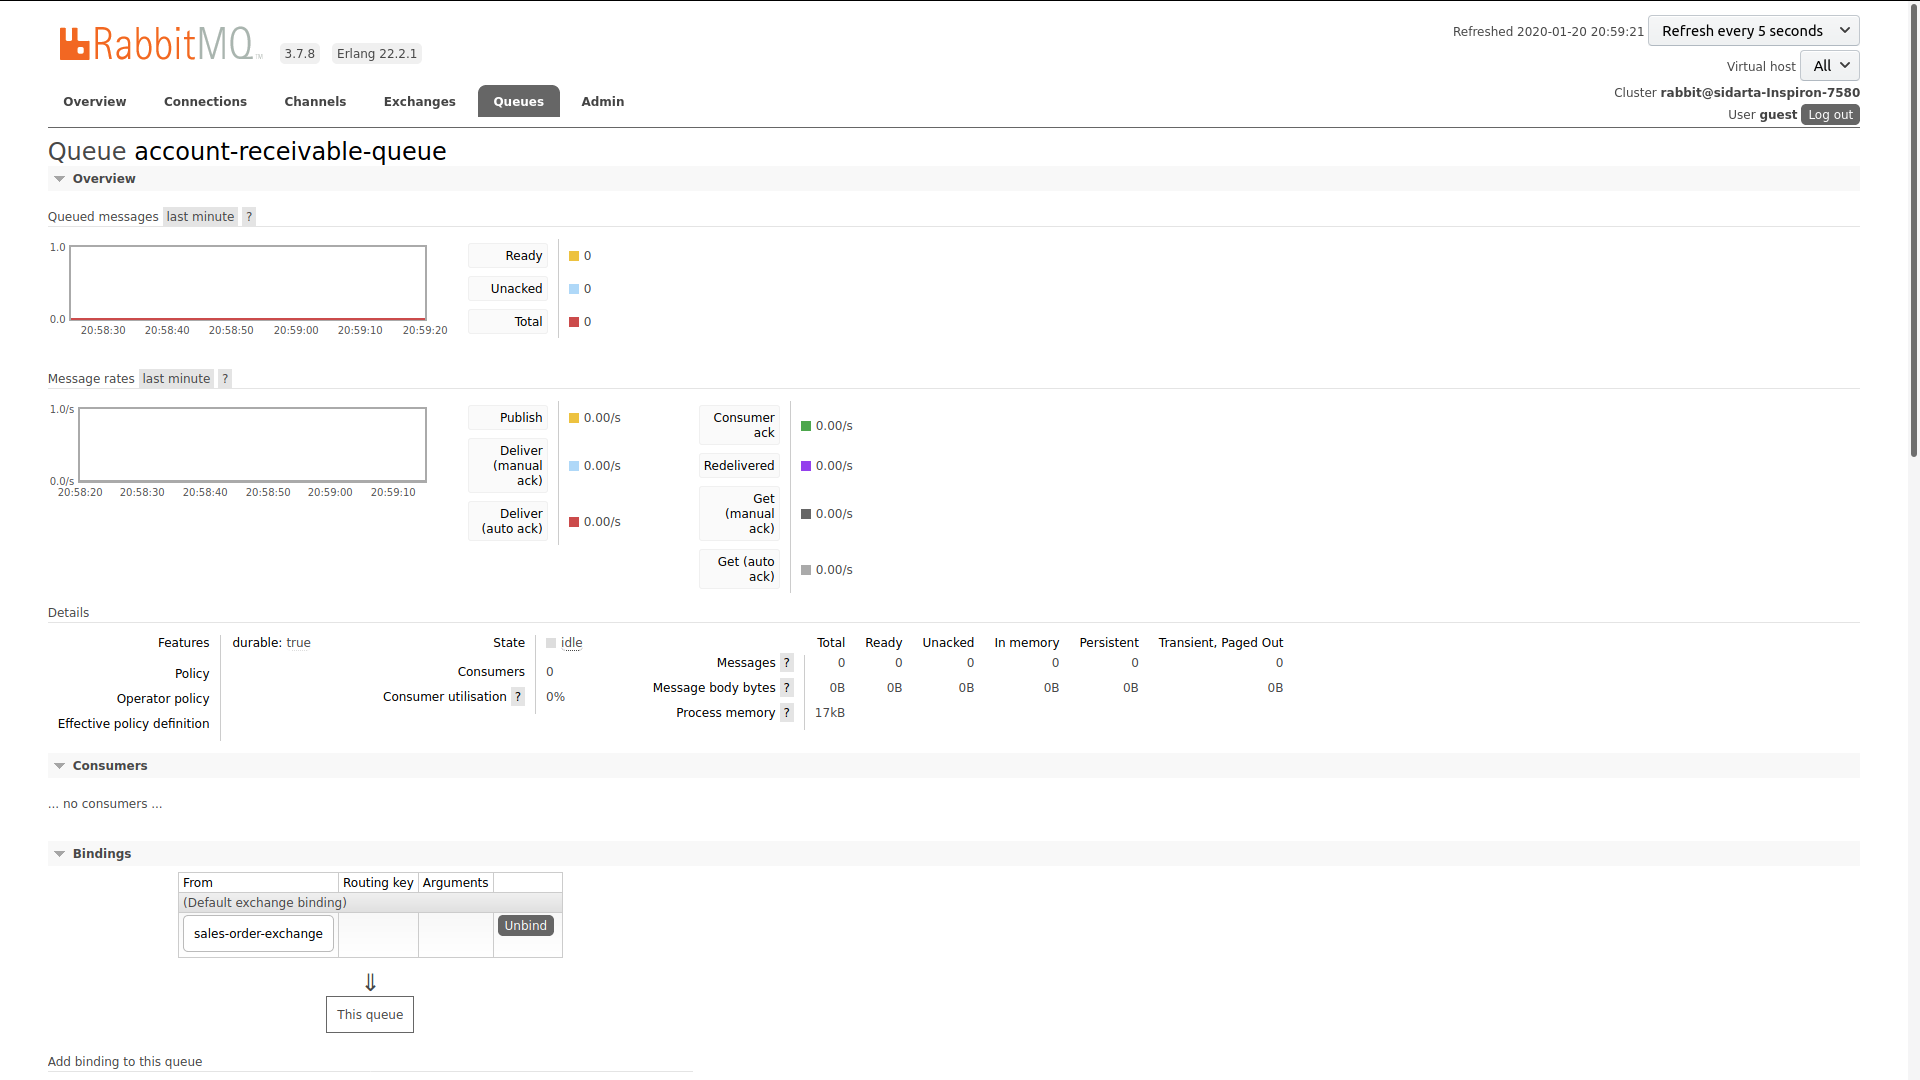 RabbitMQ™ 3.7.8 Erlang 22.2.1
Refreshed 2020-01-20 20:59:21 Refresh every 5 seconds
Virtual host All
Cluster rabbit@sidarta-Inspiron-7580
User guest Log out
Overview Connections Channels Exchanges Queues Admin
Queue account-receivable-queue
Overview
Queued messages last minute ?
1.0
0.0
20:58:30 20:58:40 20:58:50 20:59:00 20:59:10 20:59:20
Ready 0
Unacked 0
Total 0
Message rates last minute ?
1.0/s
0.0/s
20:58:20 20:58:30 20:58:40 20:58:50 20:59:00 20:59:10
Publish 0.00/s
Deliver
(manual 0.00/s
ack)
Deliver
(auto ack) 0.00/s
Consumer
ack 0.00/s
Redelivered 0.00/s
Get
(manual 0.00/s
ack)
Get (auto
ack) 0.00/s
Details
Features durable: true
Policy
Operator policy
Effective policy definition
State idle
Consumers 0
Consumer utilisation ? 0%
Total Ready Unacked In memory Persistent Transient, Paged Out
Messages ? 0 0 0 0 0 0
Message body bytes ? 0B 0B 0B 0B 0B 0B
Process memory ? 17kB
Consumers
... no consumers ...
Bindings
From Routing key Arguments
(Default exchange binding)
sales-order-exchange Unbind
⇓
This queue
Add binding to this queue